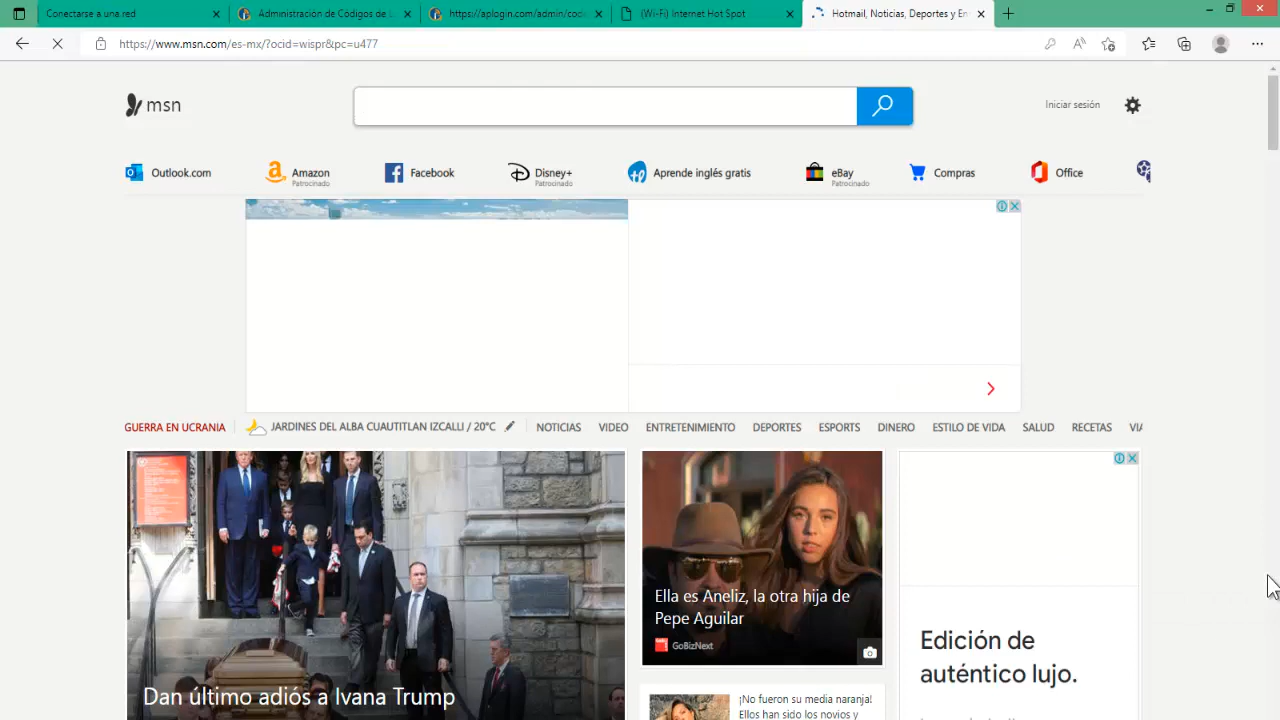 Conectarse a una red
Administración de Códigos de
https://aplogin.com/admin/cod
(Wi-Fi) Internet Hot Spot
Hotmail, Noticias, Deportes y En
https://www.msn.com/es-mx/?ocid=wispr&pc=u477
msn
Iniciar sesión
Outlook.com
Amazon
Patrocinado
Facebook
Disney+
Patrocinado
Aprende inglés gratis
eBay
Patrocinado
Compras
Office
GUERRA EN UCRANIA
JARDINES DEL ALBA CUAUTITLAN IZCALLI / 20°C
NOTICIAS
VIDEO
ENTRETENIMIENTO
DEPORTES
ESPORTS
DINERO
ESTILO DE VIDA
SALUD
RECETAS
VIA
Dan último adiós a Ivana Trump
Ella es Aneliz, la otra hija de
Pepe Aguilar
GoBizNext
¡No fueron su media naranja!
Ellos han sido los novios y
Edición de
auténtico lujo.